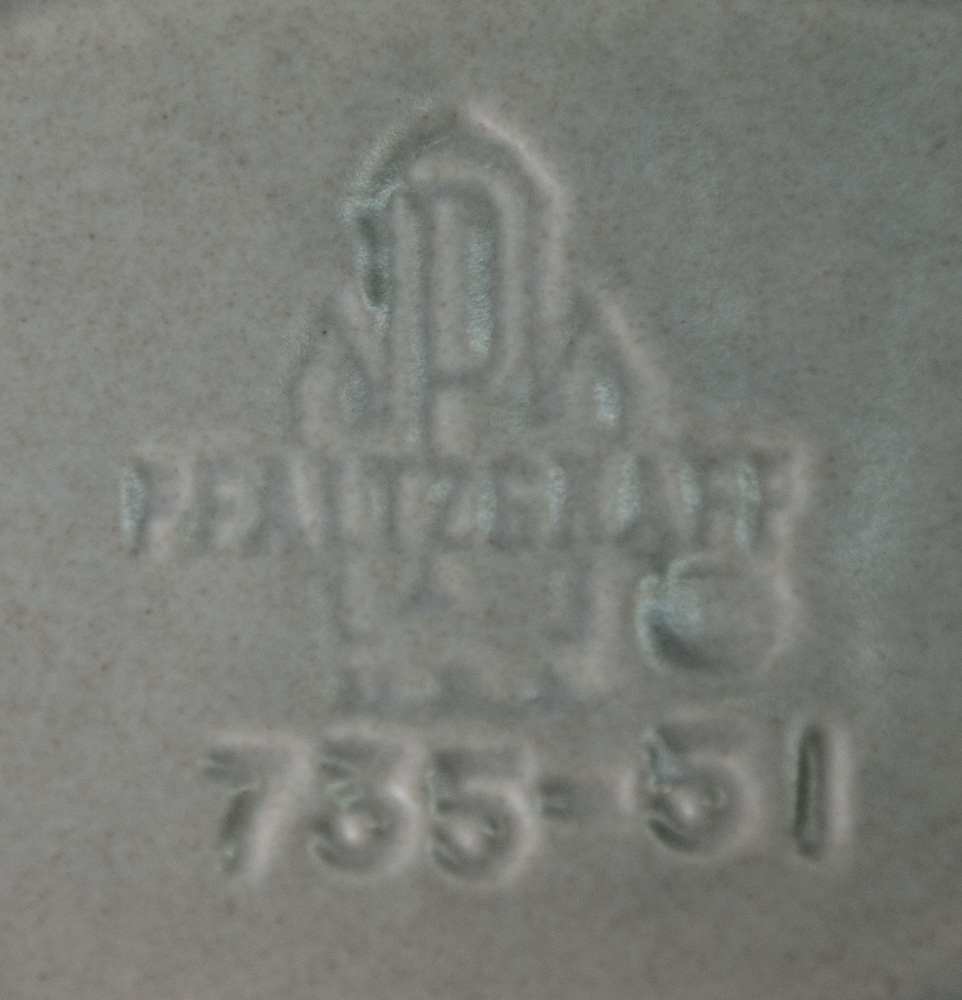 P
PFALTZGRAFF
U S A
735-51